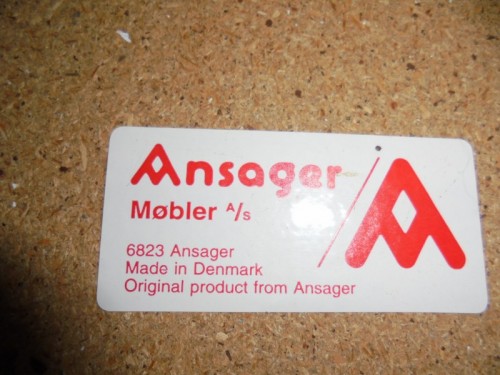 Ansager
Møbler A/s
6823 Ansager
Made in Denmark
Original product from Ansager